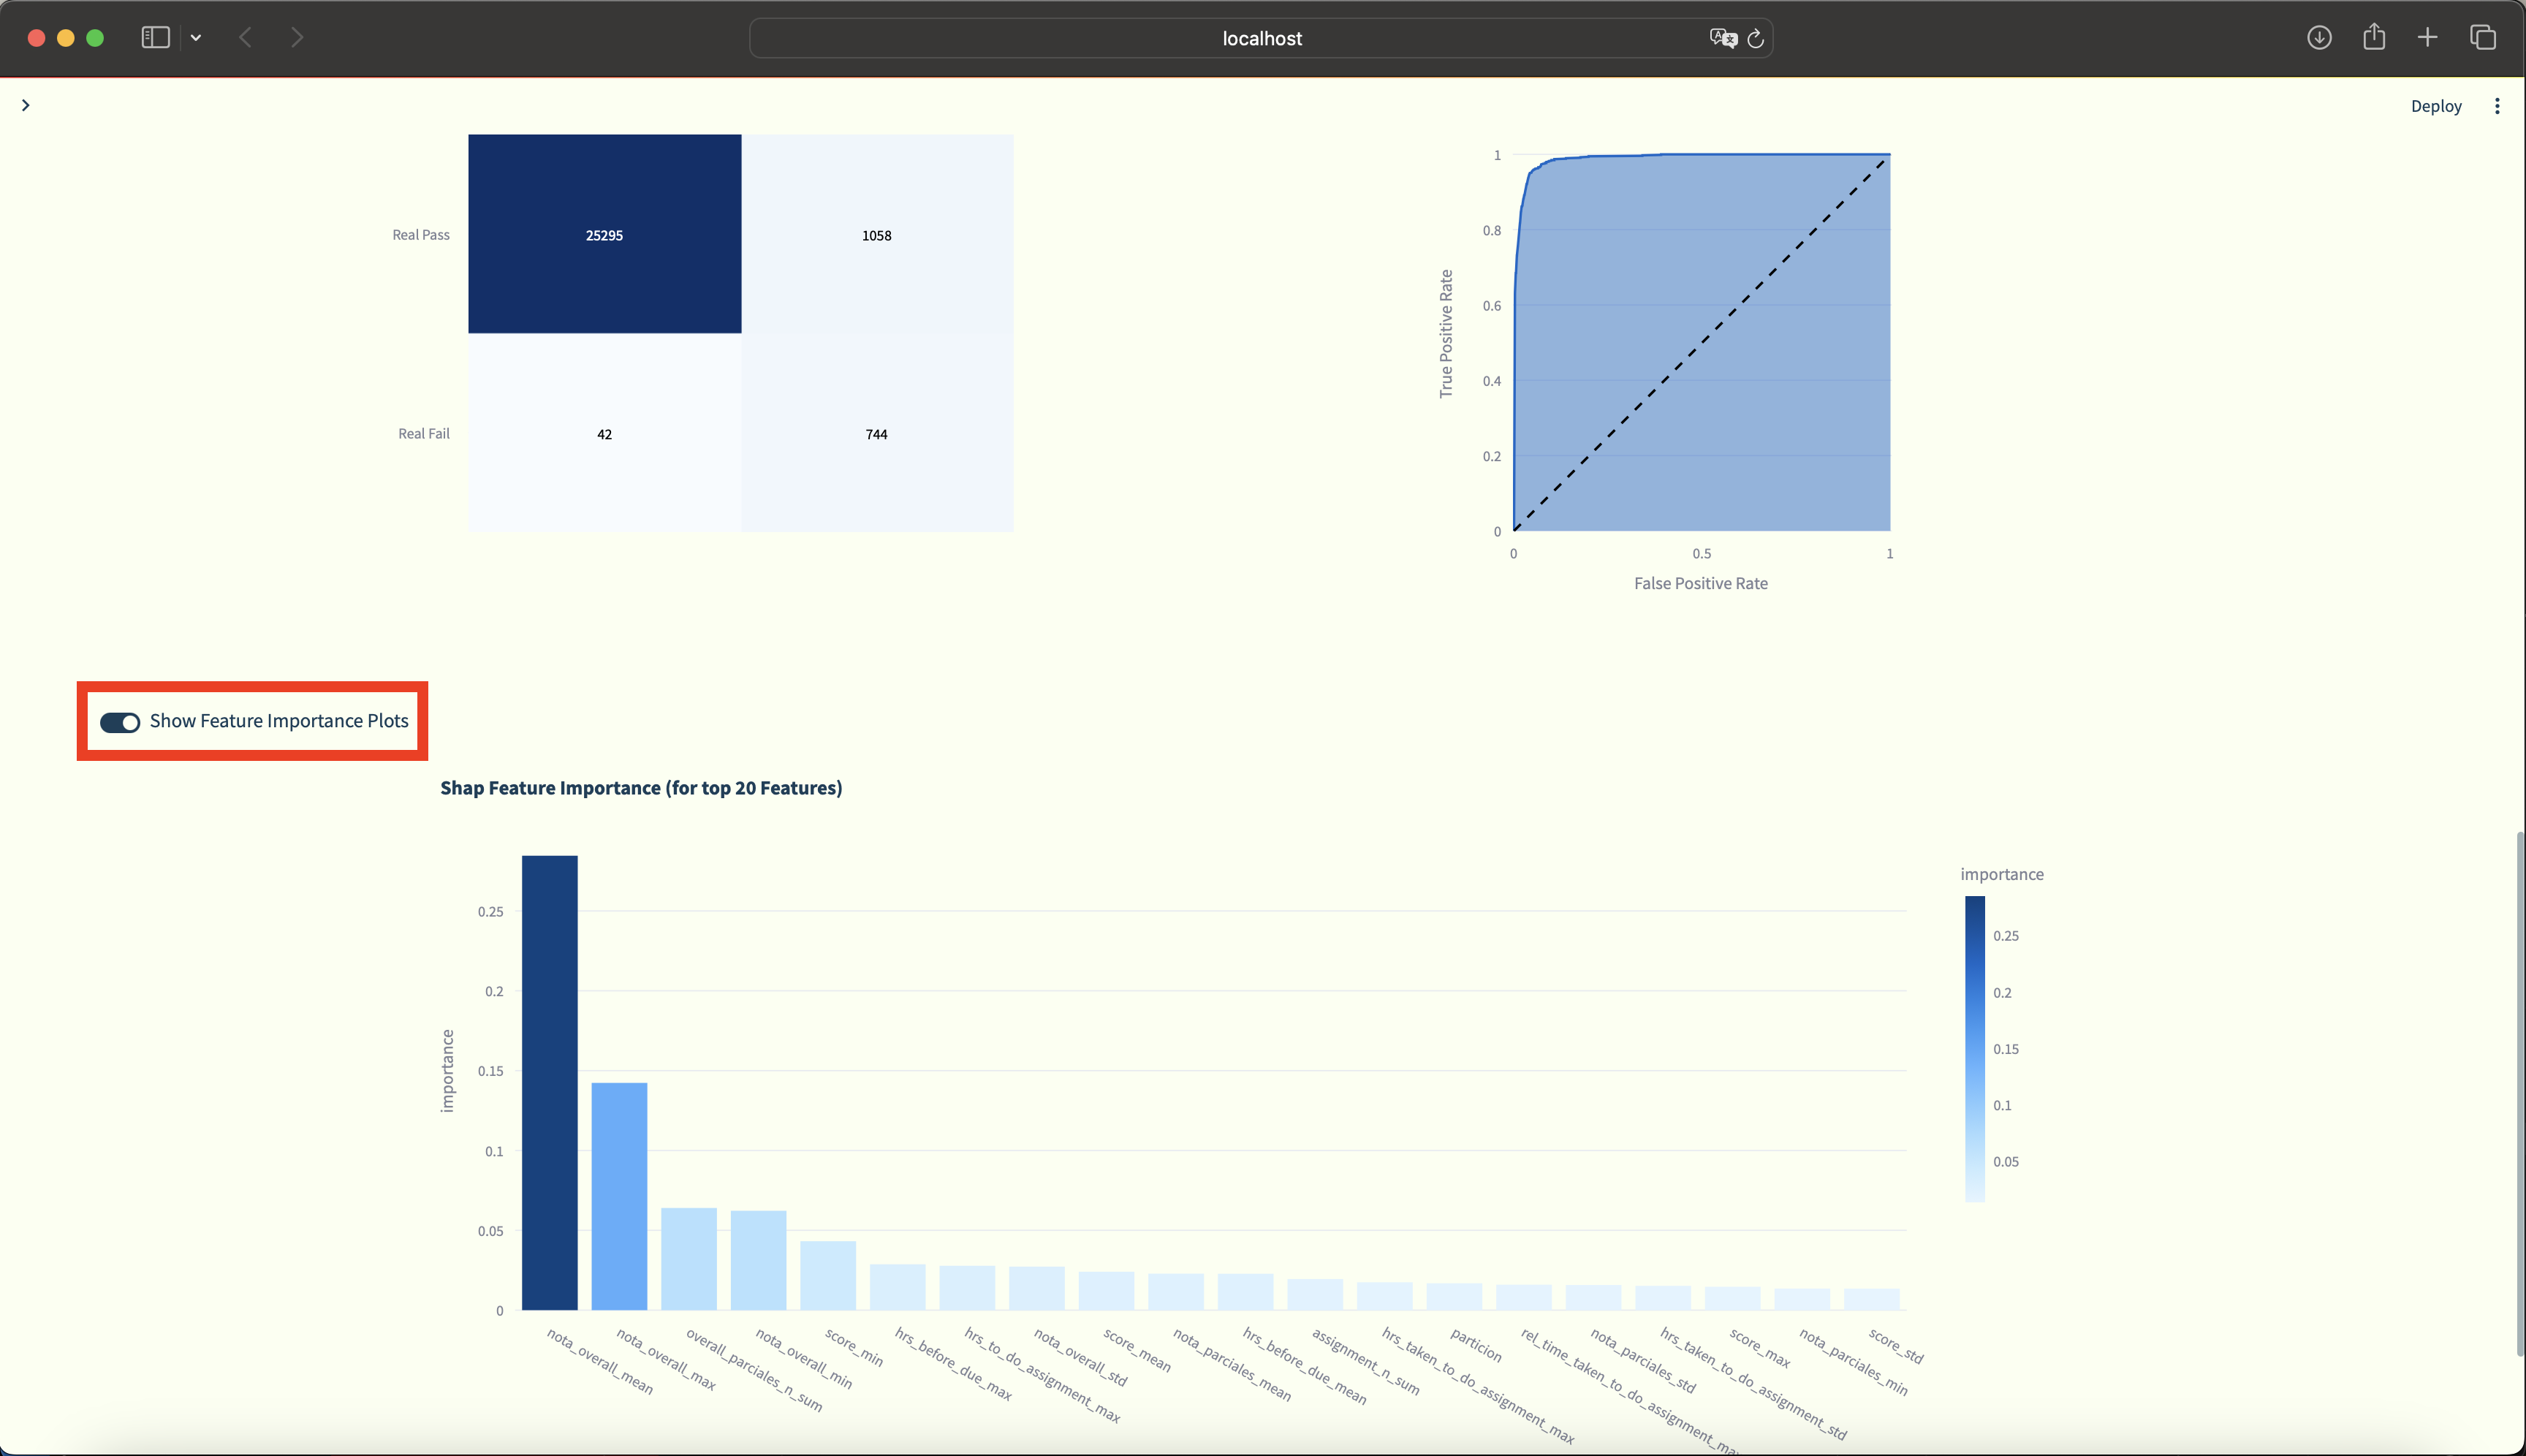 localhost
Deploy
Real Pass
25295
1058
Real Fail
42
744
1
0.8
0.6
0.4
0.2
0
True Positive Rate
0
0.5
1
False Positive Rate
Show Feature Importance Plots
Shap Feature Importance (for top 20 Features)
importance
0.25
0.2
0.15
0.1
0.05
0
importance
0.25
0.2
0.15
0.1
0.05
nota_overall_mean
nota_overall_max
overall_parciales_n_sum
nota_overall_min
score_min
hrs_before_due_max
hrs_to_do_assignment_max
nota_overall_std
score_mean
nota_parciales_mean
hrs_before_due_mean
assignment_n_sum
hrs_taken_to_do_assignment_max
particion
rel_time_taken_to_do_assignment_max
nota_parciales_std
hrs_taken_to_do_assignment_std
score_max
nota_parciales_min
score_std